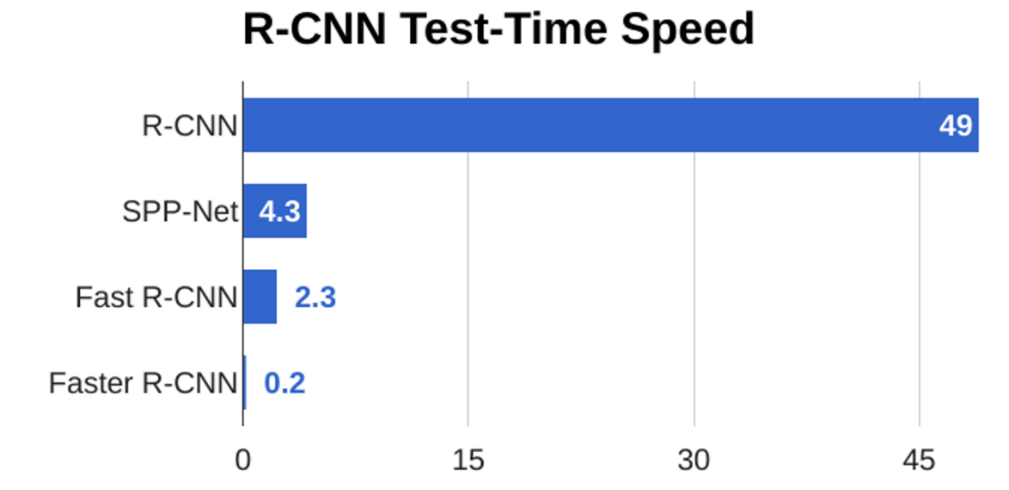 R-CNN Test-Time Speed
R-CNN 49
SPP-Net 4.3
Fast R-CNN 2.3
Faster R-CNN 0.2
0 15 30 45